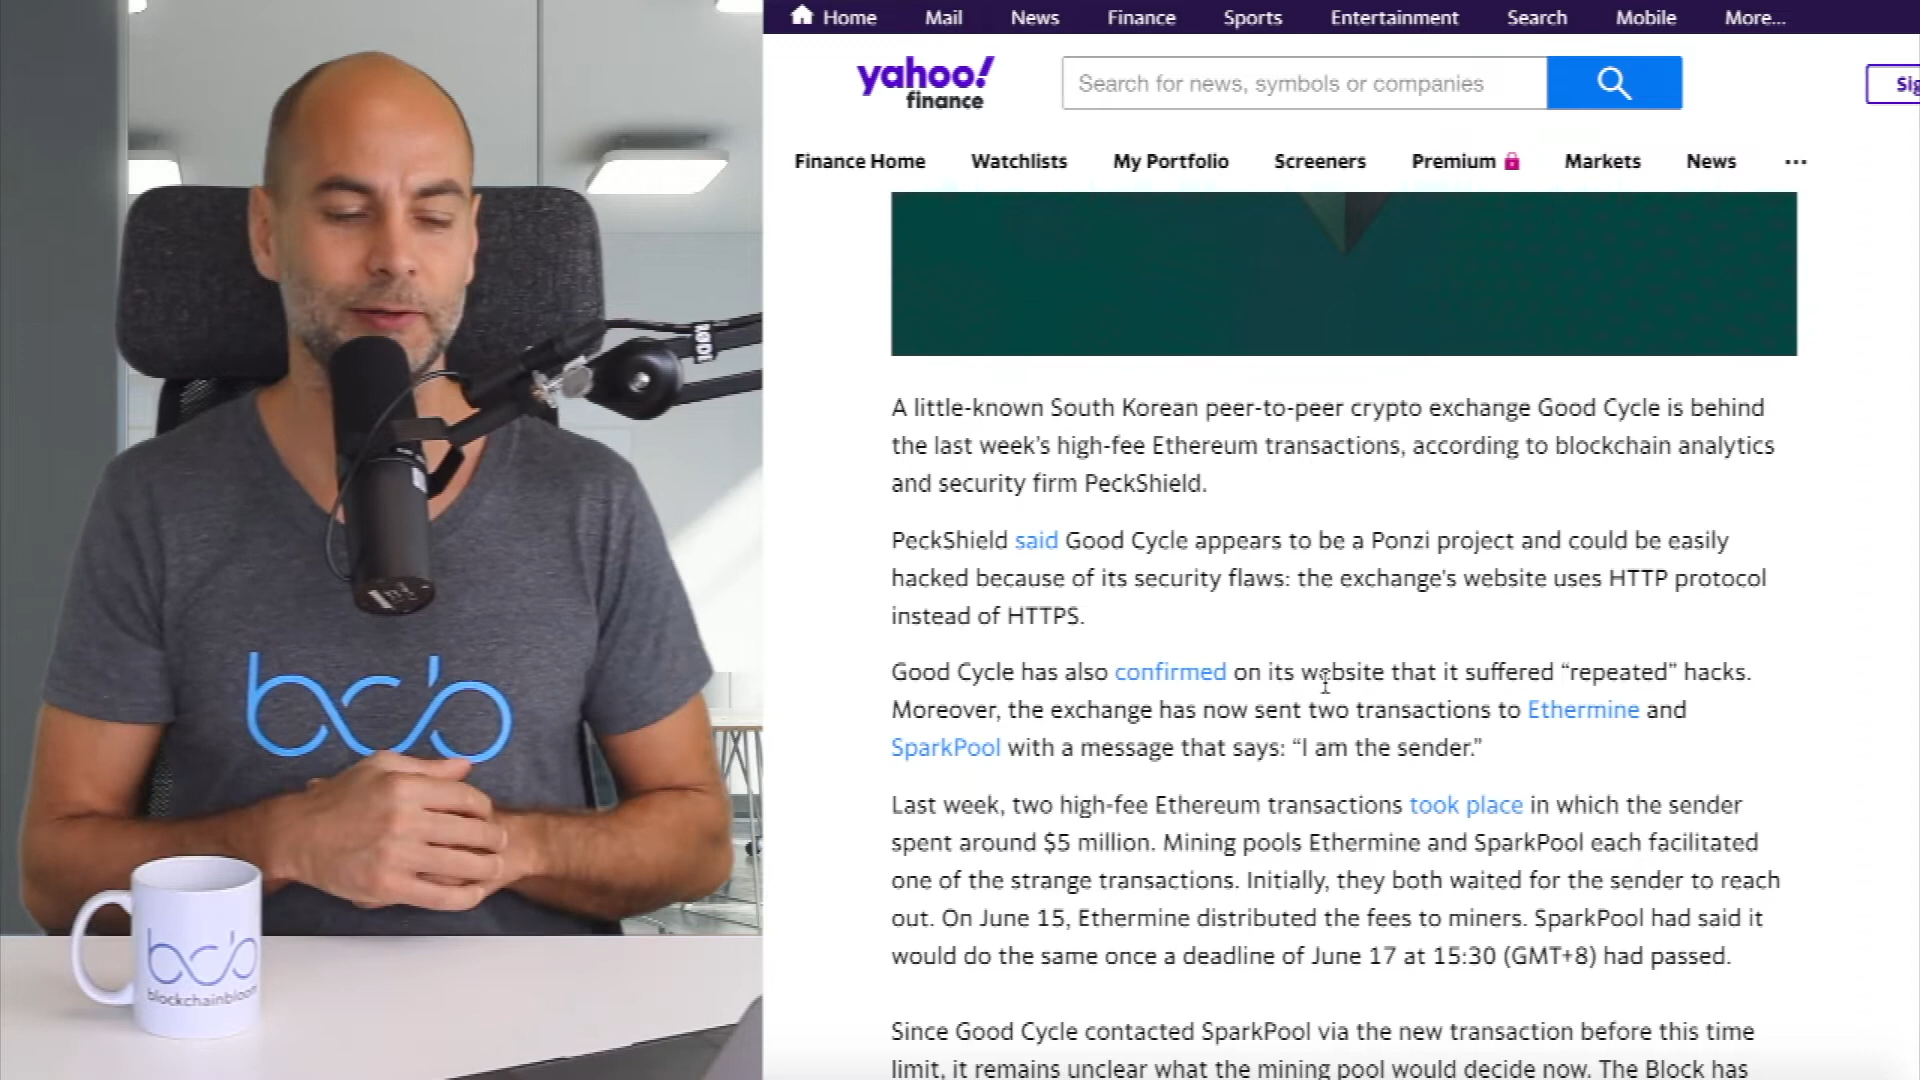 Home Mail News Finance Sports Entertainment Search Mobile More...
yahoo!
finance
Search for news, symbols or companies
Finance Home Watchlists My Portfolio Screeners Premium Markets News ...
A little-known South Korean peer-to-peer crypto exchange Good Cycle is behind
the last week's high-fee Ethereum transactions, according to blockchain analytics
and security firm PeckShield.
PeckShield said Good Cycle appears to be a Ponzi project and could be easily
hacked because of its security flaws: the exchange's website uses HTTP protocol
instead of HTTPS.
Good Cycle has also confirmed on its website that it suffered “repeated” hacks.
Moreover, the exchange has now sent two transactions to Ethermine and
SparkPool with a message that says: “I am the sender.”
Last week, two high-fee Ethereum transactions took place in which the sender
spent around $5 million. Mining pools Ethermine and SparkPool each facilitated
one of the strange transactions. Initially, they both waited for the sender to reach
out. On June 15, Ethermine distributed the fees to miners. SparkPool had said it
would do the same once a deadline of June 17 at 15:30 (GMT+8) had passed.
Since Good Cycle contacted SparkPool via the new transaction before this time
limit, it remains unclear what the mining pool would decide now. The Block has
RØDE
bcb
bcb
blockchainbloom